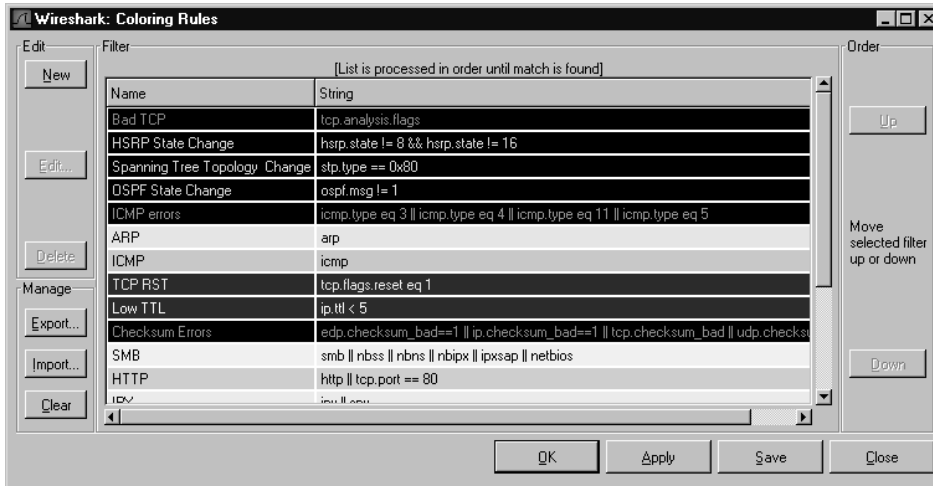 Wireshark: Coloring Rules
Edit
New
Edit...
Delete
Manage
Export...
Import...
Clear
Filter
[List is processed in order until match is found]
Name String
Bad TCP tcp.analysis.flags
HSRP State Change hsrp.state != 8 && hsrp.state != 16
Spanning Tree Topology Change stp.type == 0x80
OSPF State Change ospf.msg != 1
ICMP errors icmp.type eq 3 || icmp.type eq 4 || icmp.type eq 11 || icmp.type eq 5
ARP arp
ICMP icmp
TCP RST tcp.flags.reset eq 1
Low TTL ip.ttl < 5
Checksum Errors edp.checksum_bad==1 || ip.checksum_bad==1 || tcp.checksum_bad || udp.checksu
SMB smb || nbss || nbns || nbipx || ipxsap || netbios
HTTP http || tcp.port == 80
Order
Up
Move
selected filter
up or down
Down
OK Apply Save Close